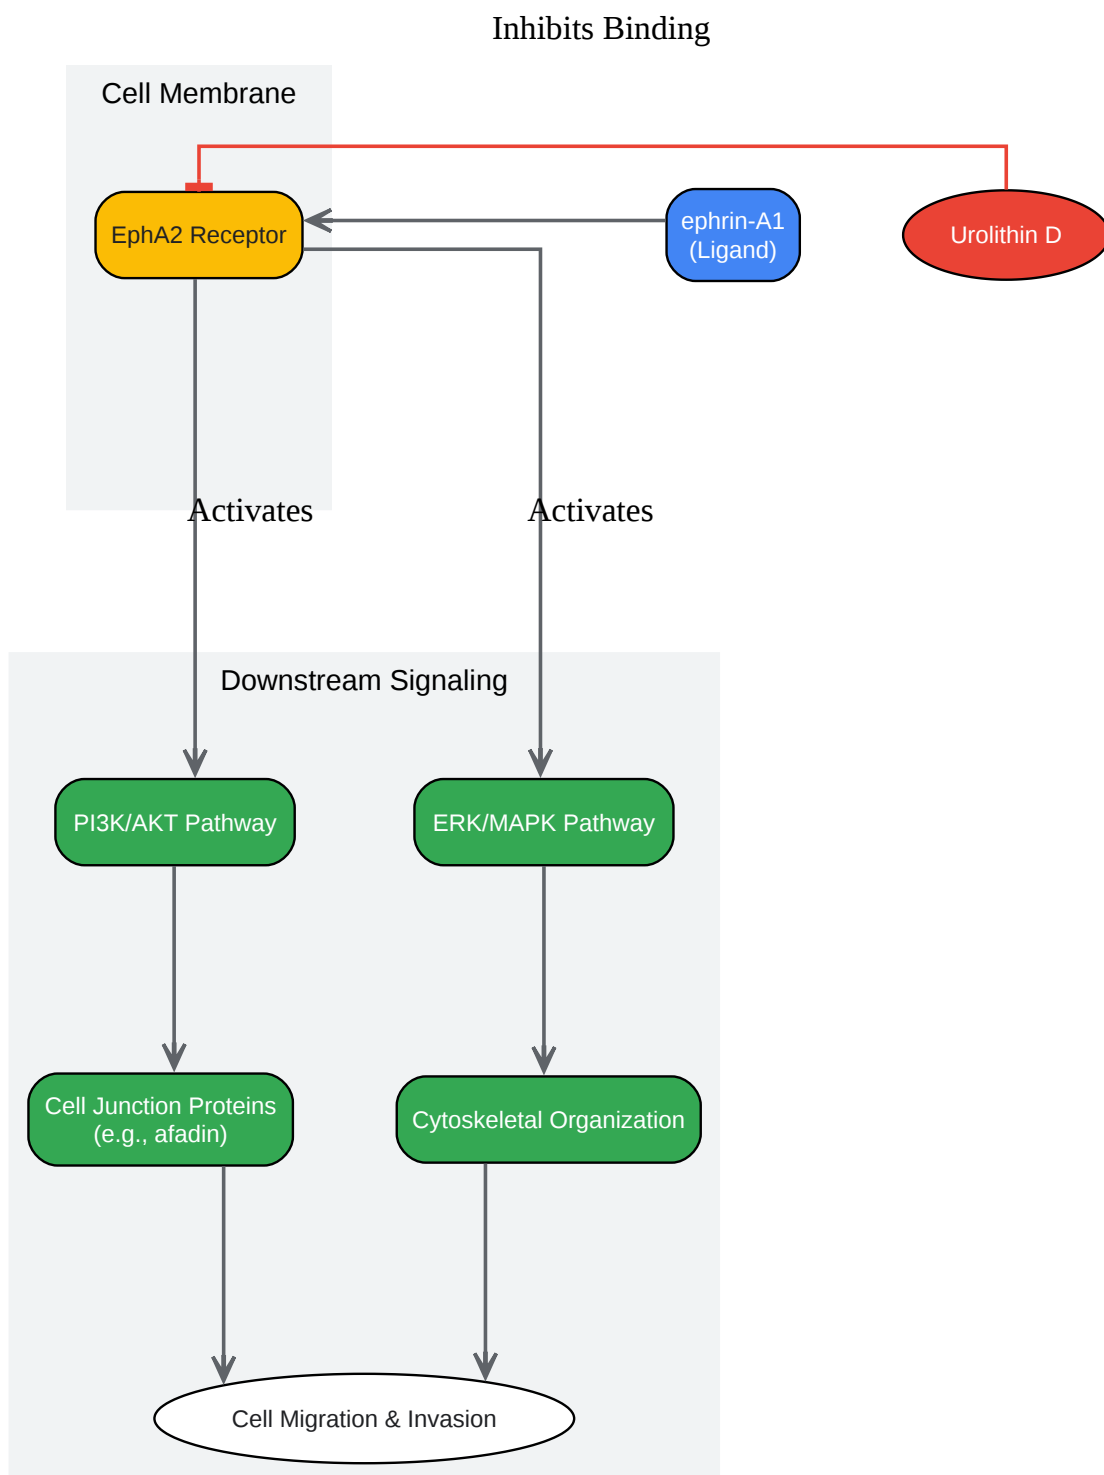 Inhibits Binding
Cell Membrane
EphA2 Receptor
ephrin-A1
(Ligand)
Urolithin D
Activates
Activates
Downstream Signaling
PI3K/AKT Pathway
ERK/MAPK Pathway
Cell Junction Proteins
(e.g., afadin)
Cytoskeletal Organization
Cell Migration & Invasion